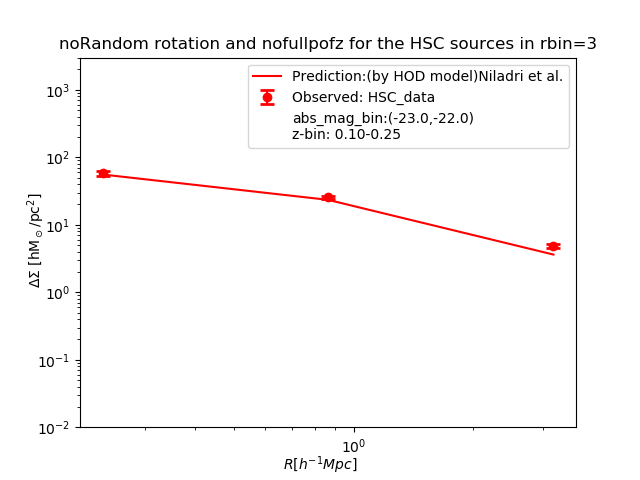 noRandom rotation and nofullpofz for the HSC sources in rbin=3
Prediction:(by HOD model)Niladri et al.
Observed: HSC_data
abs_mag_bin:(-23.0,-22.0)
z-bin: 0.10-0.25
10³
10²
10¹
10⁰
10⁻¹
10⁻²
ΔΣ [hM⊙/pc²]
10⁰
R[h⁻¹Mpc]